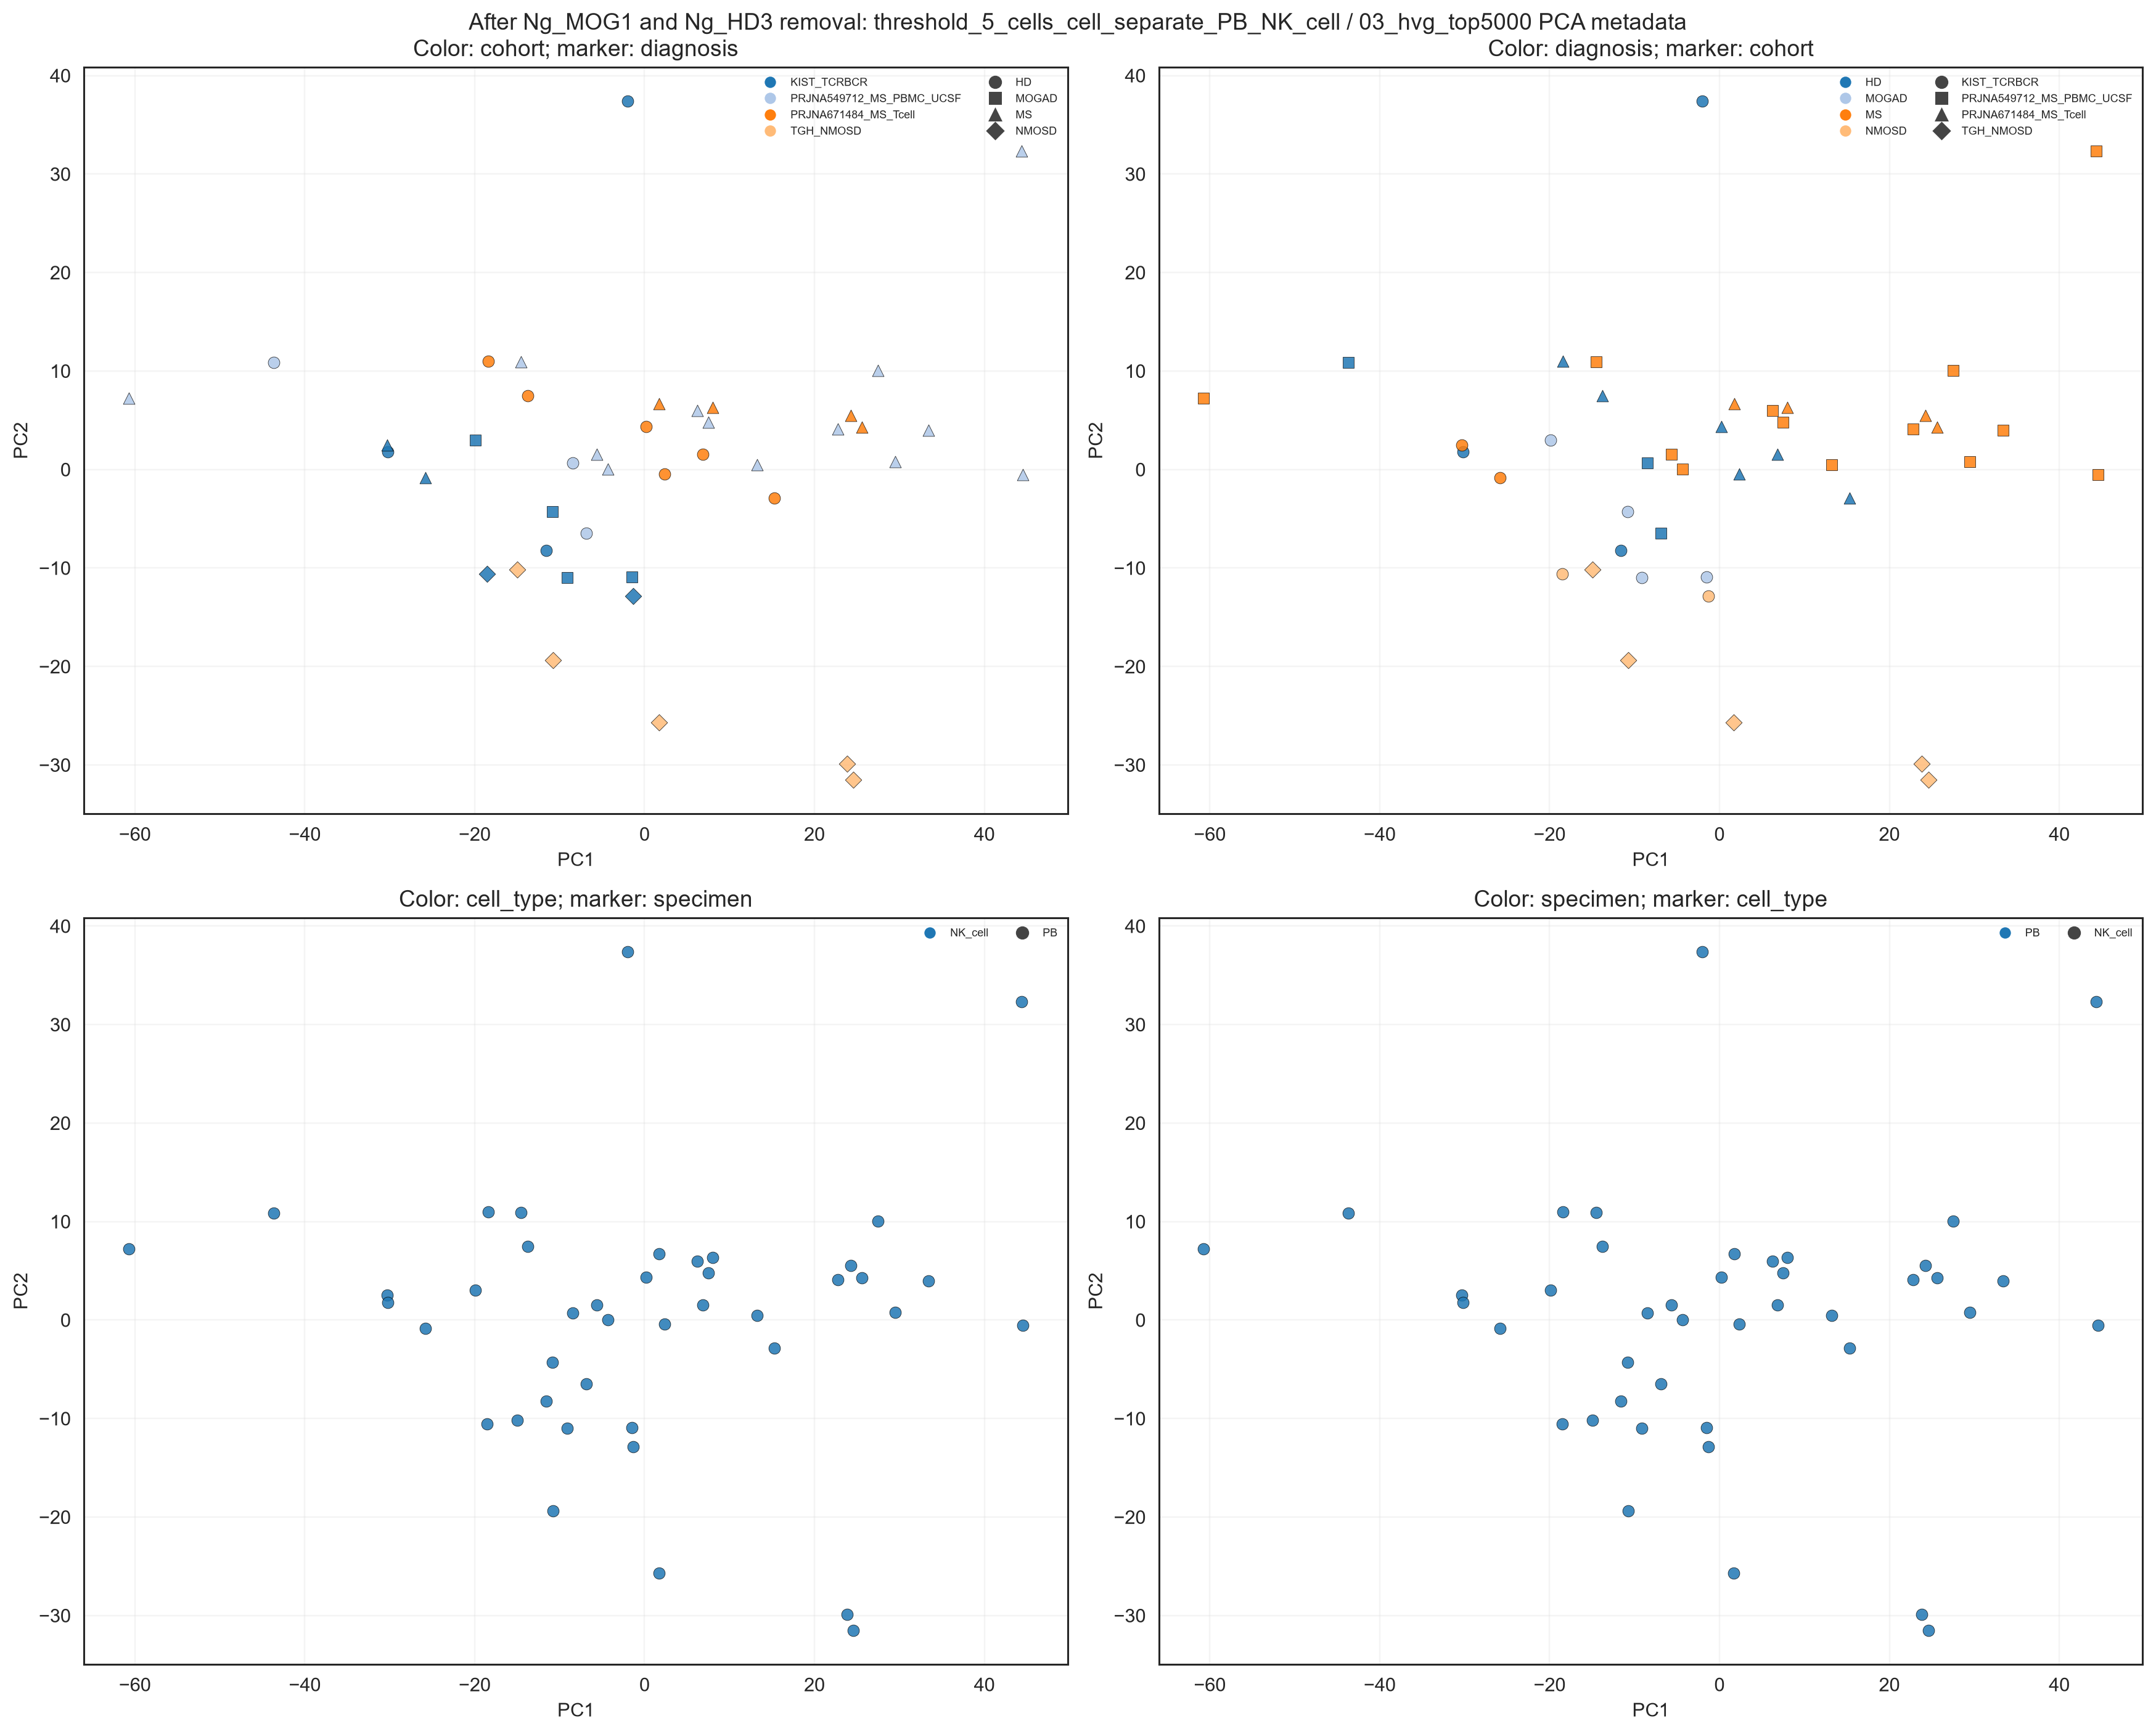 After Ng_MOG1 and Ng_HD3 removal: threshold_5_cells_cell_separate_PB_NK_cell / 03_hvg_top5000 PCA metadata
Color: cohort; marker: diagnosis
KIST_TCRBCR
PRJNA549712_MS_PBMC_UCSF
PRJNA671484_MS_Tcell
TGH_NMOSD
HD
MOGAD
MS
NMOSD
40
30
20
10
0
−10
−20
−30
PC2
−60
−40
−20
0
20
40
PC1
Color: diagnosis; marker: cohort
HD
MOGAD
MS
NMOSD
KIST_TCRBCR
PRJNA549712_MS_PBMC_UCSF
PRJNA671484_MS_Tcell
TGH_NMOSD
40
30
20
10
0
−10
−20
−30
PC2
−60
−40
−20
0
20
40
PC1
Color: cell_type; marker: specimen
NK_cell
PB
40
30
20
10
0
−10
−20
−30
PC2
−60
−40
−20
0
20
40
PC1
Color: specimen; marker: cell_type
PB
NK_cell
40
30
20
10
0
−10
−20
−30
PC2
−60
−40
−20
0
20
40
PC1